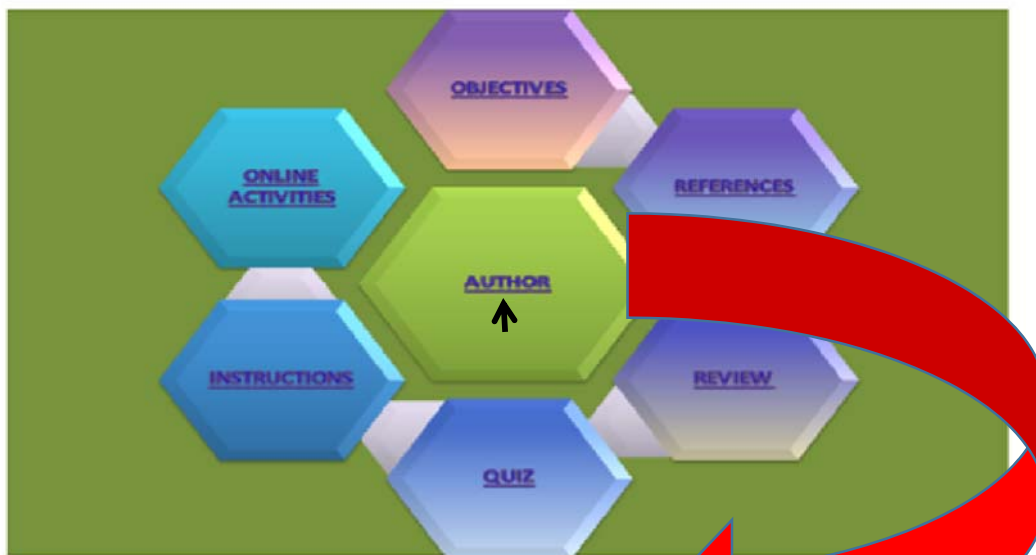 OBJECTIVES
ONLINE
ACTIVITIES
REFERENCES
AUTHOR
INSTRUCTIONS
REVIEW
QUIZ